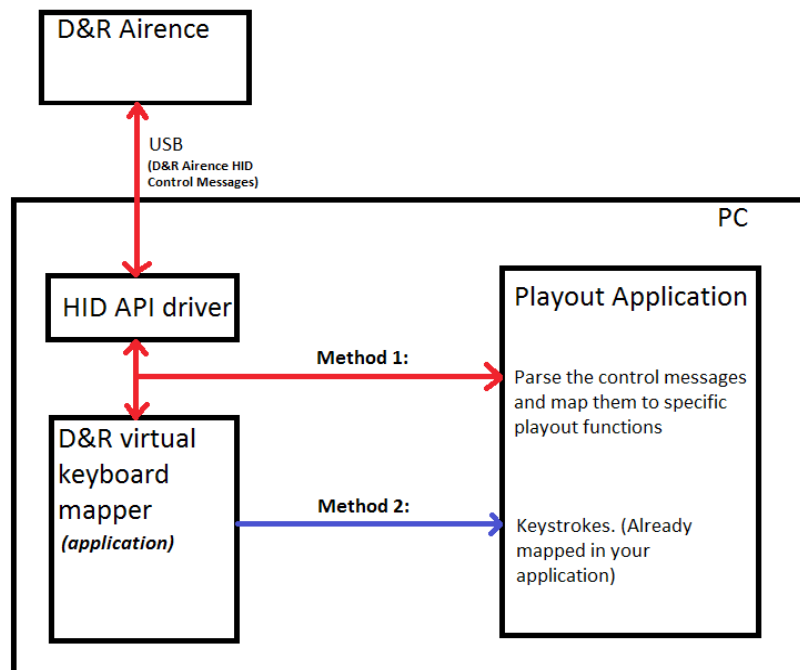 D&R Airence
USB
(D&R Airence HID
Control Messages)
PC
HID API driver
Playout Application
Method 1:
Parse the control messages
and map them to specific
playout functions
D&R virtual
keyboard
mapper
(application)
Method 2:
Keystrokes. (Already
mapped in your
application)